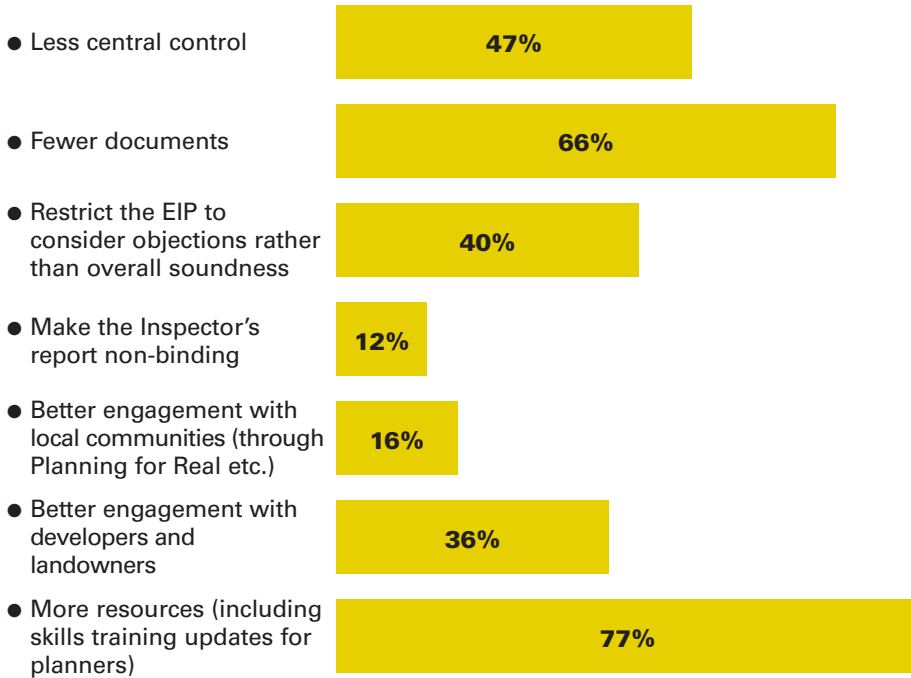 ● Less central control
47%
● Fewer documents
66%
● Restrict the EIP to
consider objections rather
than overall soundness
40%
● Make the Inspector’s
report non-binding
12%
● Better engagement with
local communities (through
Planning for Real etc.)
16%
● Better engagement with
developers and
landowners
36%
● More resources (including
skills training updates for
planners)
77%